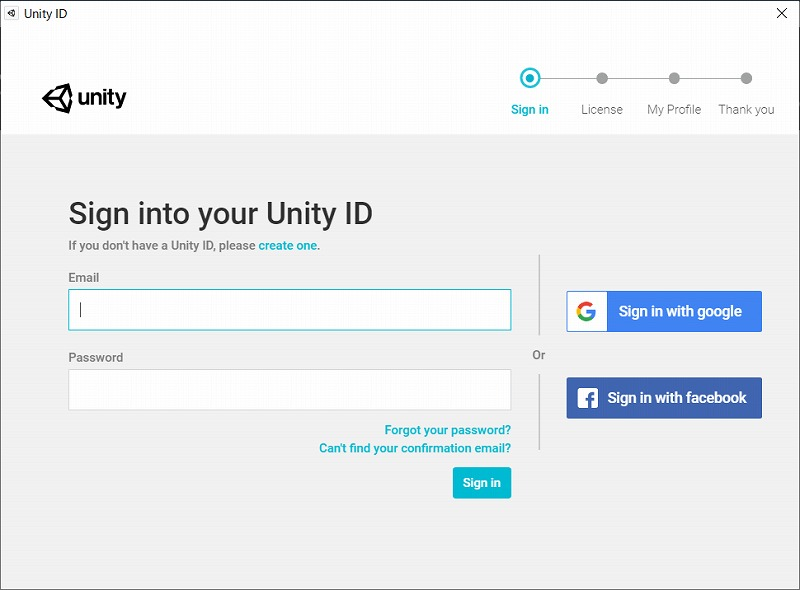 Unity ID
unity
Sign in
License
My Profile
Thank you
Sign into your Unity ID
If you don't have a Unity ID, please create one.
Email
Password
Forgot your password?
Can't find your confirmation email?
Sign in
Or
Sign in with google
Sign in with facebook